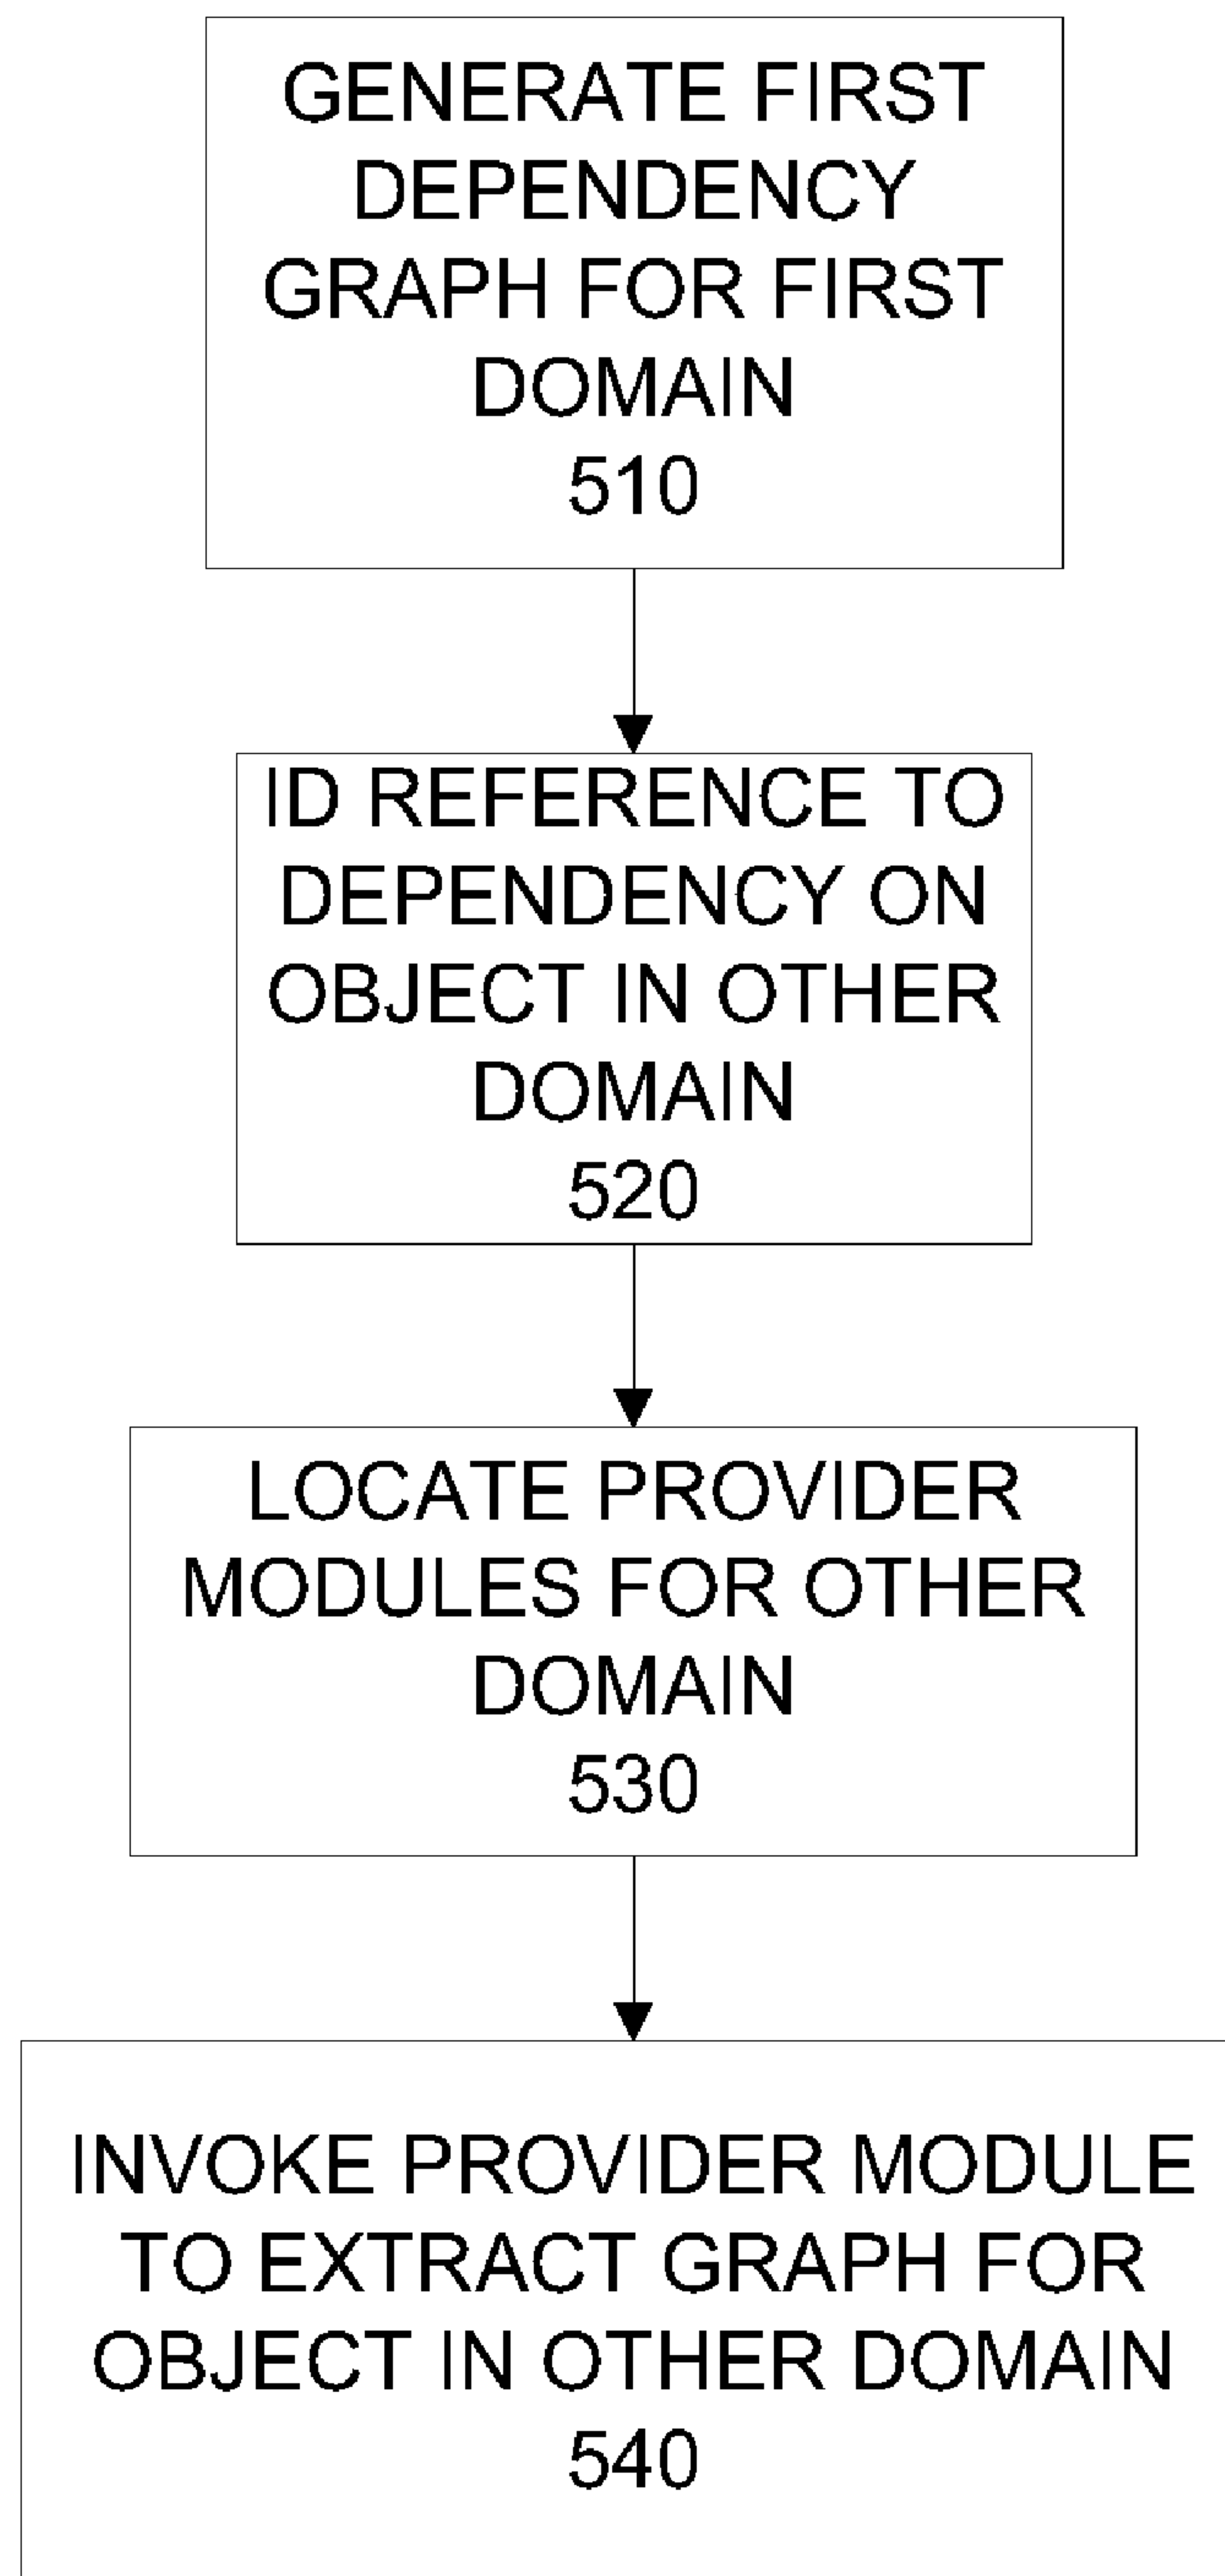 GENERATE FIRST
DEPENDENCY
GRAPH FOR FIRST
DOMAIN
510
ID REFERENCE TO
DEPENDENCY ON
OBJECT IN OTHER
DOMAIN
520
LOCATE PROVIDER
MODULES FOR OTHER
DOMAIN
530
INVOKE PROVIDER MODULE
TO EXTRACT GRAPH FOR
OBJECT IN OTHER DOMAIN
540